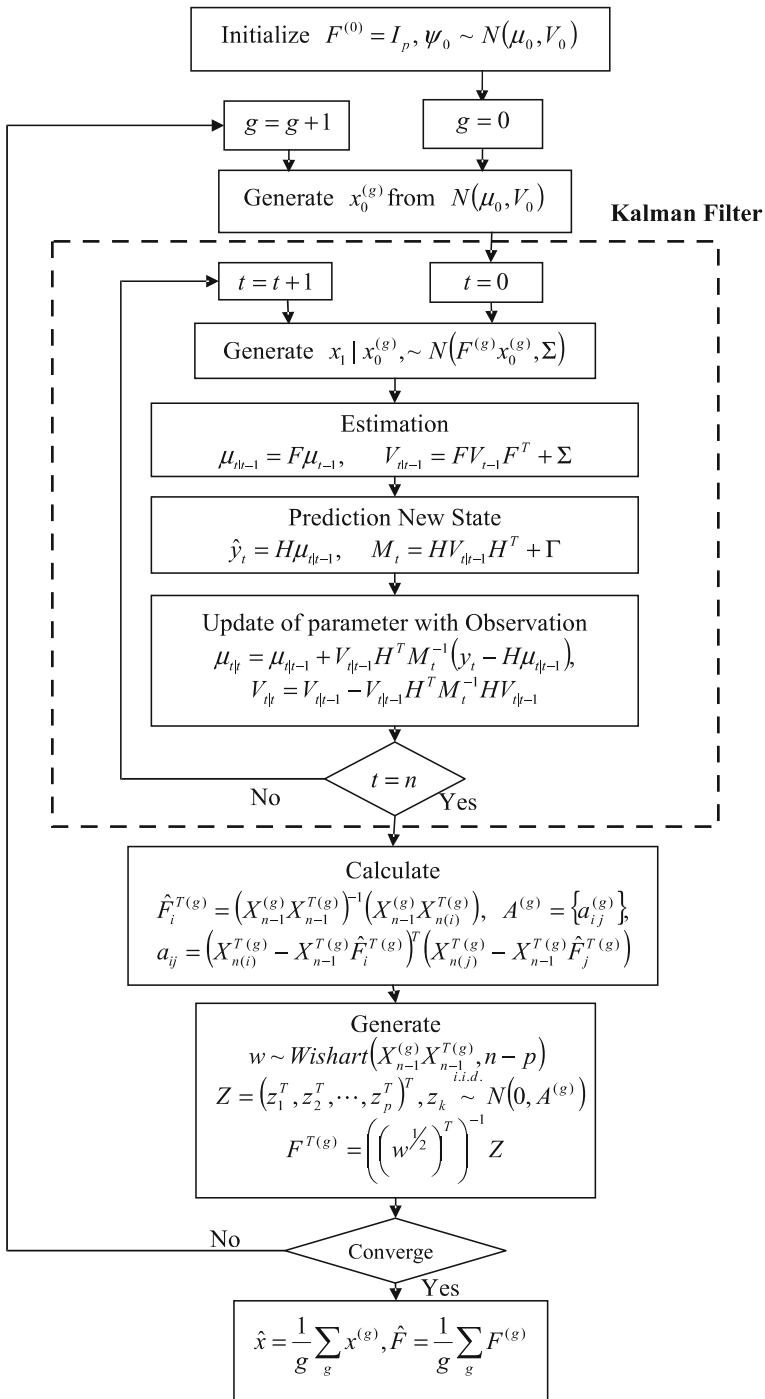 Initialize F^{(0)} = I_p, ψ_0 ~ N(μ_0, V_0)
g = g + 1
g = 0
Generate x_0^{(g)} from N(μ_0, V_0)
Kalman Filter
t = t + 1
t = 0
Generate x_1 | x_0^{(g)}, ~ N(F^{(g)} x_0^{(g)}, Σ)
Estimation
μ_{t|t-1} = Fμ_{t-1}, V_{t|t-1} = FV_{t-1}F^T + Σ
Prediction New State
ŷ_t = Hμ_{t|t-1}, M_t = HV_{t|t-1}H^T + Γ
Update of parameter with Observation
μ_{t|t} = μ_{t|t-1} + V_{t|t-1}H^T M_t^{-1}(y_t - Hμ_{t|t-1}),
V_{t|t} = V_{t|t-1} - V_{t|t-1}H^T M_t^{-1}HV_{t|t-1}
t = n
No
Yes
Calculate
F̂_i^{T(g)} = (X_{n-1}^{(g)} X_{n-1}^{T(g)})^{-1} (X_{n-1}^{(g)} X_{n(i)}^{T(g)}), A^{(g)} = {a_{ij}^{(g)}},
a_{ij} = (X_{n(i)}^{T(g)} - X_{n-1}^{T(g)} F̂_i^{T(g)})^T (X_{n(j)}^{T(g)} - X_{n-1}^{T(g)} F̂_j^{T(g)})
Generate
w ~ Wishart(X_{n-1}^{(g)} X_{n-1}^{T(g)}, n - p)
Z = (z_1^T, z_2^T, ⋯, z_p^T)^T, z_k ~^{i.i.d.} N(0, A^{(g)})
F^{T(g)} = ((w^{1/2})^T)^{-1} Z
No
Converge
Yes
x̂ = 1/g ∑_g x^{(g)}, F̂ = 1/g ∑_g F^{(g)}